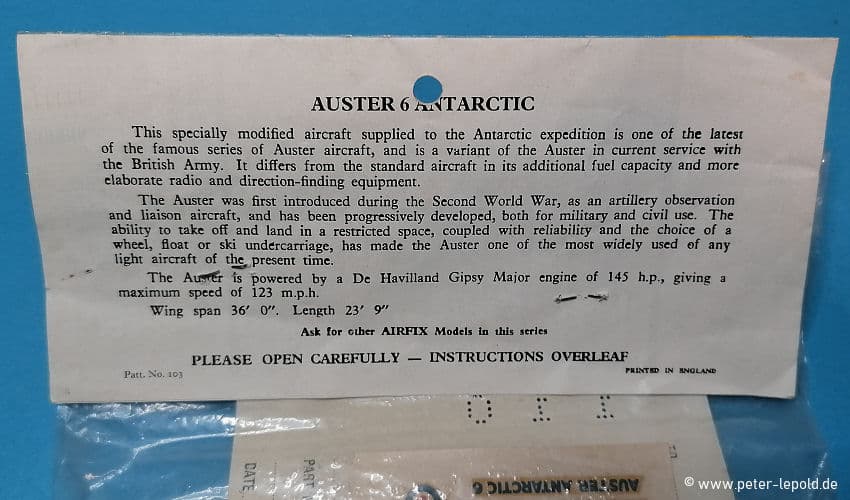 AUSTER 6 ANTARCTIC
This specially modified aircraft supplied to the Antarctic expedition is one of the latest
of the famous series of Auster aircraft, and is a variant of the Auster in current service with
the British Army. It differs from the standard aircraft in its additional fuel capacity and more
elaborate radio and direction-finding equipment.
The Auster was first introduced during the Second World War, as an artillery observation
and liaison aircraft, and has been progressively developed, both for military and civil use. The
ability to take off and land in a restricted space, coupled with reliability and the choice of a
wheel, float or ski undercarriage, has made the Auster one of the most widely used of any
light aircraft of the present time.
The Auster is powered by a De Havilland Gipsy Major engine of 145 h.p., giving a
maximum speed of 123 m.p.h.
Wing span 36′ 0″. Length 23′ 9″
Ask for other AIRFIX Models in this series
PLEASE OPEN CAREFULLY — INSTRUCTIONS OVERLEAF
Patt. No. 103
PRINTED IN ENGLAND
PART
DATE
AUSTER ANTARCTIC 6
© www.peter-lepold.de